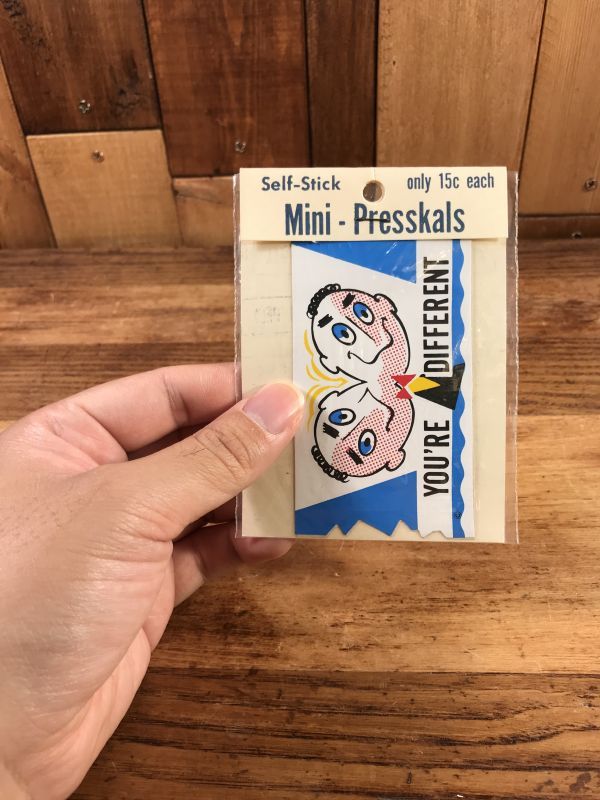 Self-Stick only 15c each
Mini - Presskals
YOU'RE DIFFERENT